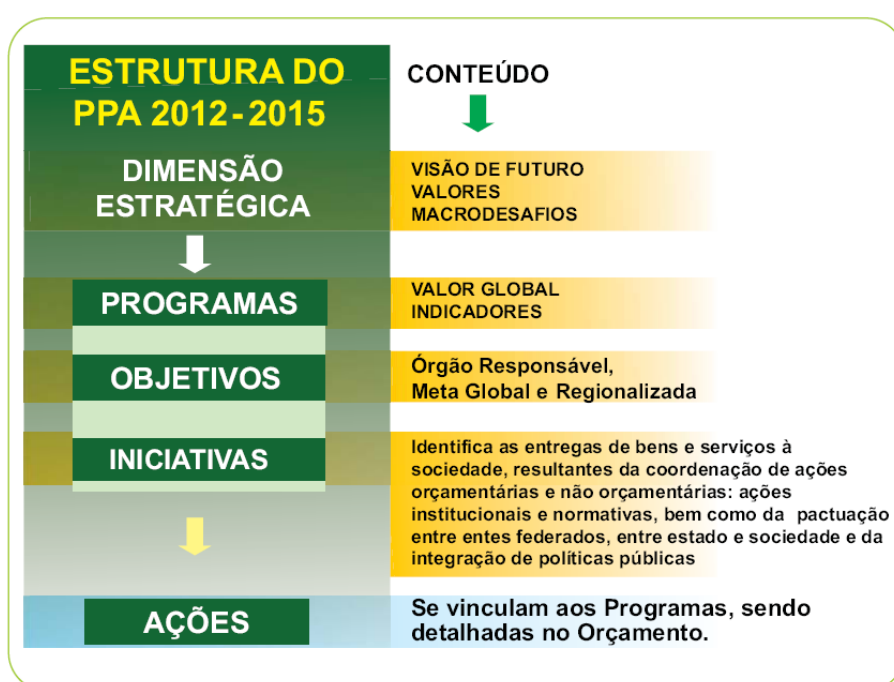 ESTRUTURA DO
PPA 2012-2015
CONTEÚDO
DIMENSÃO
ESTRATÉGICA
VISÃO DE FUTURO
VALORES
MACRODESAFIOS
PROGRAMAS
VALOR GLOBAL
INDICADORES
OBJETIVOS
Órgão Responsável,
Meta Global e Regionalizada
INICIATIVAS
Identifica as entregas de bens e serviços à
sociedade, resultantes da coordenação de ações
orçamentárias e não orçamentárias: ações
institucionais e normativas, bem como da pactuação
entre entes federados, entre estado e sociedade e da
integração de políticas públicas
AÇÕES
Se vinculam aos Programas, sendo
detalhadas no Orçamento.